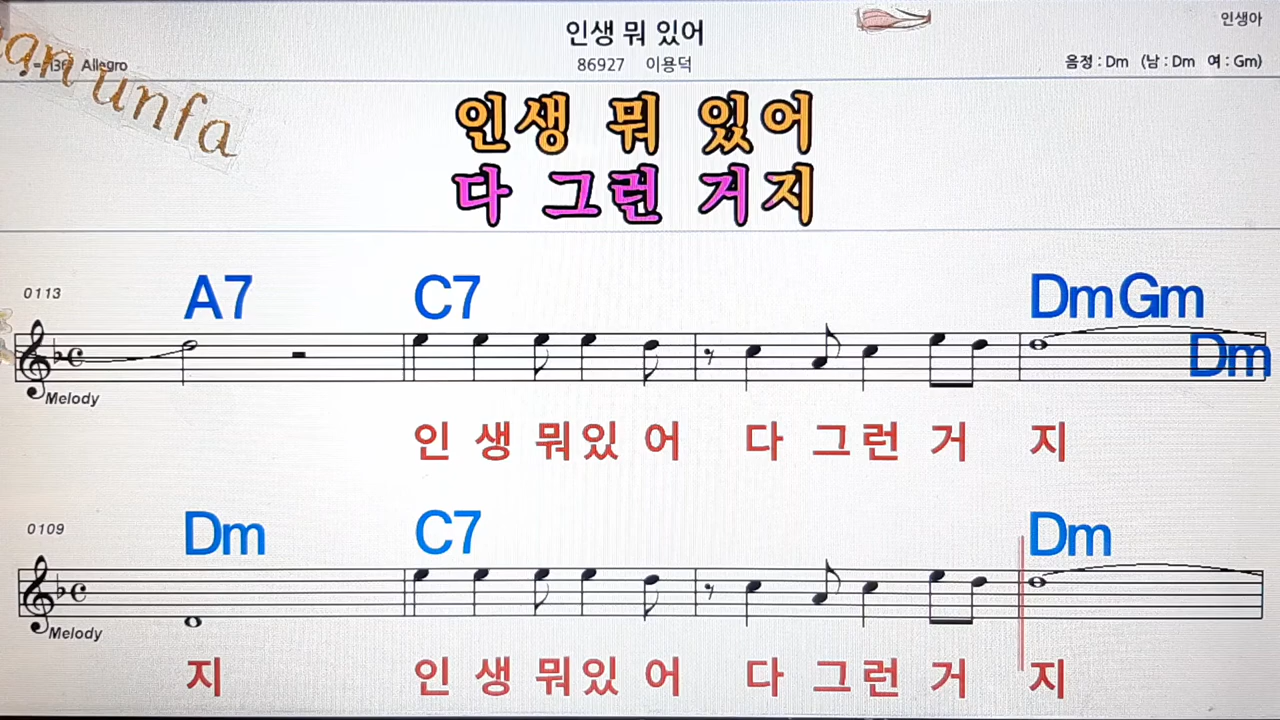 인생 뭐 있어
인생아
86927 이용덕
Allegro
음정 : Dm (남 : Dm 여 : Gm)
unfa
인생 뭐 있어
다 그런 거지
0113
A7 C7 Dm Gm
Dm
Melody
인 생 뭐 있 어 다 그 런 거 지
0109
Dm C7 Dm
Melody
지 인 생 뭐 있 어 다 그 런 거 지